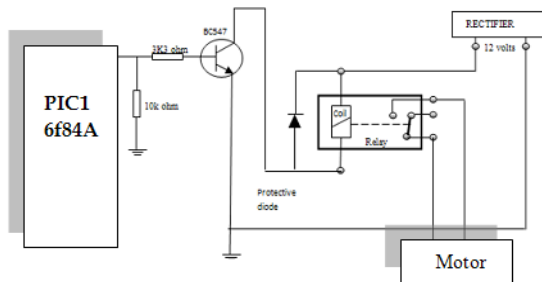 BC547
RECTIFIER
3K3 ohm
12 volts
PIC1
6f84A
10k ohm
Coil
Relay
Protective
diode
Motor